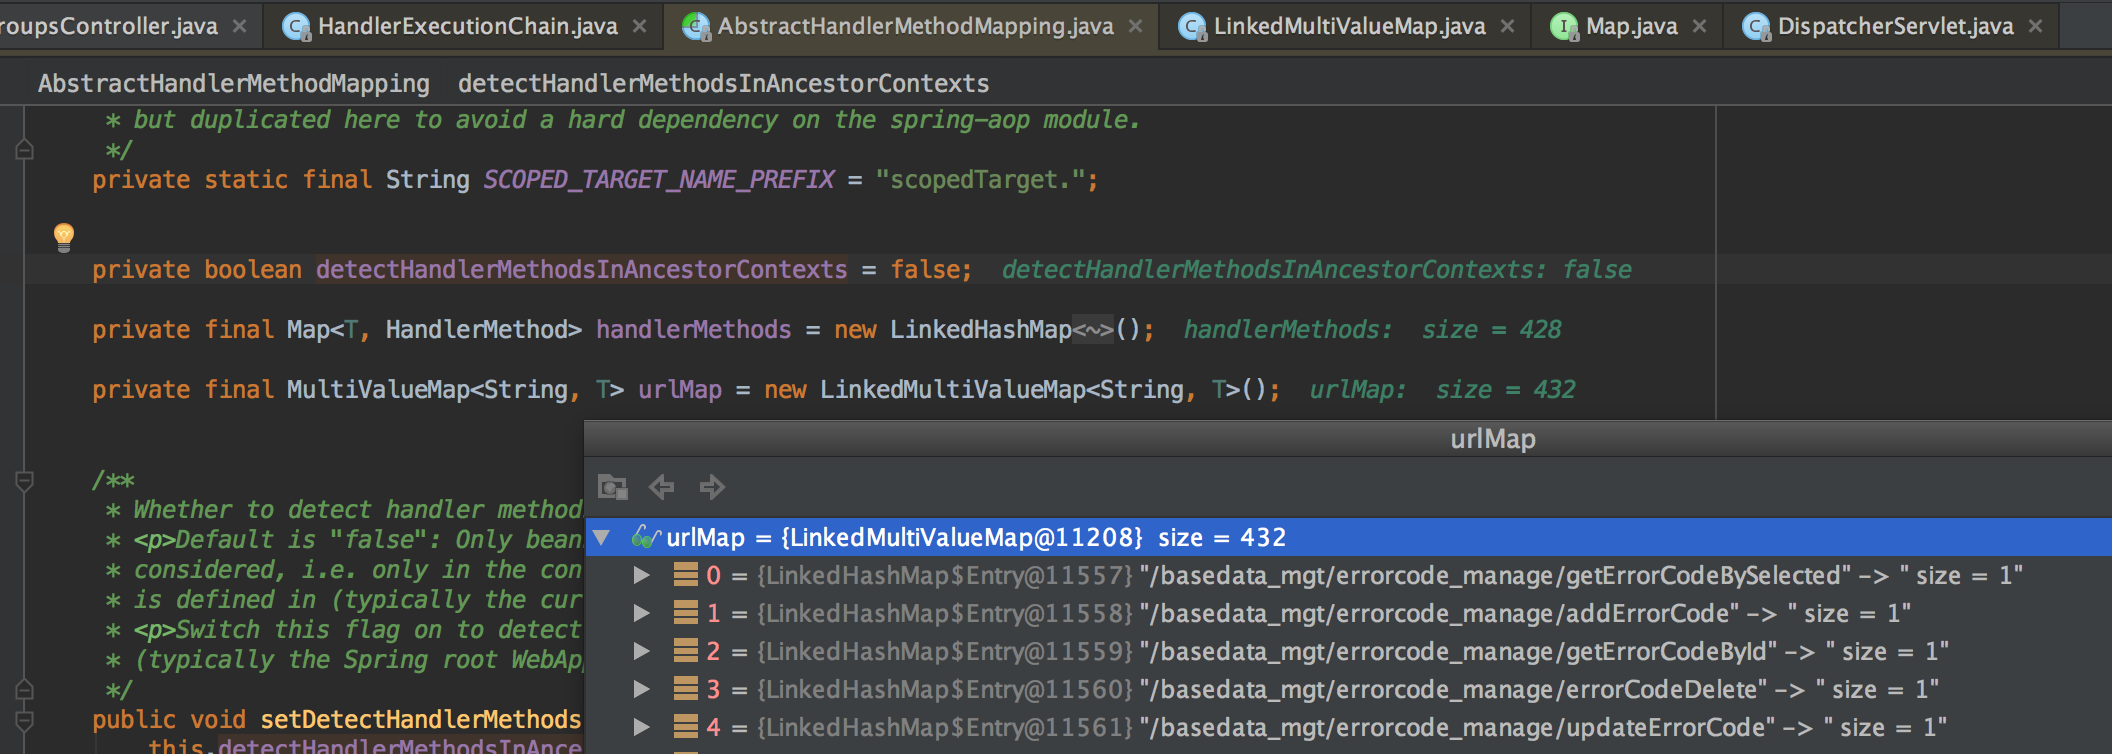 roupsController.java HandlerExecutionChain.java AbstractHandlerMethodMapping.java LinkedMultiValueMap.java Map.java DispatcherServlet.java
AbstractHandlerMethodMapping detectHandlerMethodsInAncestorContexts
* but duplicated here to avoid a hard dependency on the spring-aop module.
*/
private static final String SCOPED_TARGET_NAME_PREFIX = "scopedTarget.";
private boolean detectHandlerMethodsInAncestorContexts = false; detectHandlerMethodsInAncestorContexts: false
private final Map<T, HandlerMethod> handlerMethods = new LinkedHashMap<~>(); handlerMethods: size = 428
private final MultiValueMap<String, T> urlMap = new LinkedMultiValueMap<String, T>(); urlMap: size = 432
/**
* Whether to detect handler method
* <p>Default is "false": Only bean
* considered, i.e. only in the con
* is defined in (typically the cur
* <p>Switch this flag on to detect
* (typically the Spring root WebAp
*/
public void setDetectHandlerMethods
this.detectHandlerMethodsInAnce
urlMap
urlMap = {LinkedMultiValueMap@11208} size = 432
0 = {LinkedHashMap$Entry@11557} "/basedata_mgt/errorcode_manage/getErrorCodeBySelected" -> " size = 1"
1 = {LinkedHashMap$Entry@11558} "/basedata_mgt/errorcode_manage/addErrorCode" -> " size = 1"
2 = {LinkedHashMap$Entry@11559} "/basedata_mgt/errorcode_manage/getErrorCodeById" -> " size = 1"
3 = {LinkedHashMap$Entry@11560} "/basedata_mgt/errorcode_manage/errorCodeDelete" -> " size = 1"
4 = {LinkedHashMap$Entry@11561} "/basedata_mgt/errorcode_manage/updateErrorCode" -> " size = 1"